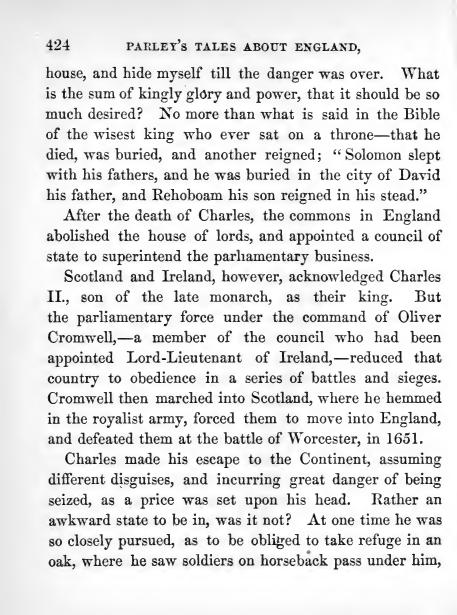 424 PARLEY'S TALES ABOUT ENGLAND,
house, and hide myself till the danger was over. What
is the sum of kingly glory and power, that it should be so
much desired? No more than what is said in the Bible
of the wisest king who ever sat on a throne—that he
died, was buried, and another reigned; “Solomon slept
with his fathers, and he was buried in the city of David
his father, and Rehoboam his son reigned in his stead.”
After the death of Charles, the commons in England
abolished the house of lords, and appointed a council of
state to superintend the parhamentary business.
Scotland and Ireland, however, acknowledged Charles
II., son of the late monarch, as their king. But
the parliamentary force under the command of Oliver
Cromwell,—a member of the council who had been
appointed Lord-Lieutenant of Ireland,—reduced that
country to obedience in a series of battles and sieges.
Cromwell then marched into Scotland, where he hemmed
in the royalist army, forced them to move into England,
and defeated them at the battle of Worcester, in 1651.
Charles made his escape to the Continent, assuming
different disguises, and incurring great danger of being
seized, as a price was set upon his head. Rather an
awkward state to be in, was it not? At one time he was
so closely pursued, as to be obliged to take refuge in an
oak, where he saw soldiers on horseback pass under him,